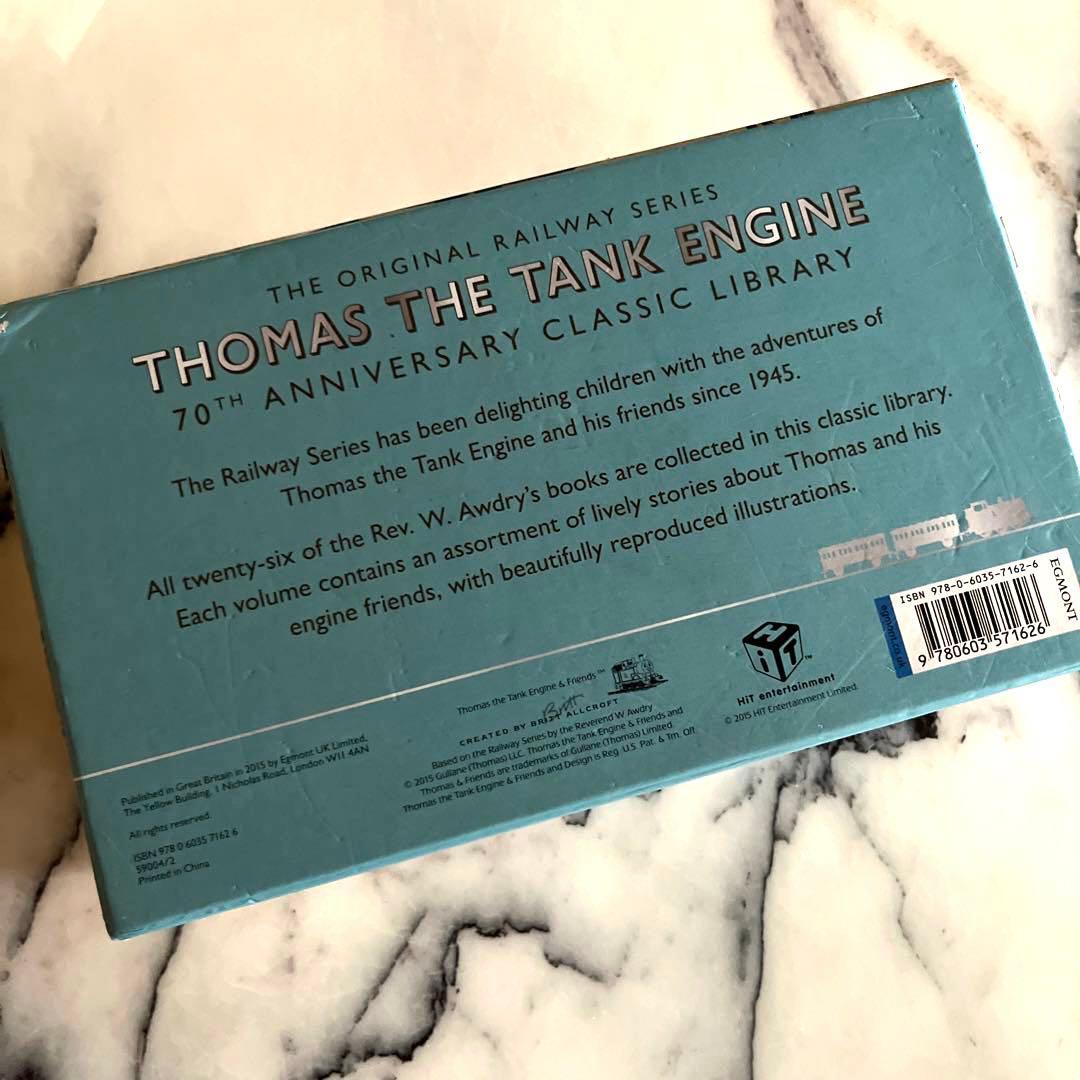 THE ORIGINAL RAILWAY SERIES
THOMAS THE TANK ENGINE
70TH ANNIVERSARY CLASSIC LIBRARY
The Railway Series has been delighting children with the adventures of
Thomas the Tank Engine and his friends since 1945.
All twenty-six of the Rev. W. Awdry's books are collected in this classic library.
Each volume contains an assortment of lively stories about Thomas and his
engine friends, with beautifully reproduced illustrations.
Published in Great Britain in 2015 by Egmont UK Limited,
The Yellow Building, 1 Nicholas Road, London W11 4AN
All rights reserved.
ISBN 978 0 6035 7162 6
59004/2
Printed in China
Thomas the Tank Engine & Friends™
CREATED BY BRITT ALLCROFT
Based on the Railway Series by the Reverend W Awdry
© 2015 Gullane (Thomas) LLC. Thomas the Tank Engine & Friends and
Thomas & Friends are trademarks of Gullane (Thomas) Limited.
Thomas the Tank Engine & Friends and Design is Reg. U.S. Pat. & Tm. Off.
HiT
TM
HiT entertainment
© 2015 HIT Entertainment Limited.
egmont.co.uk
ISBN 978-0-6035-7162-6
9 780603 571626
EGMONT